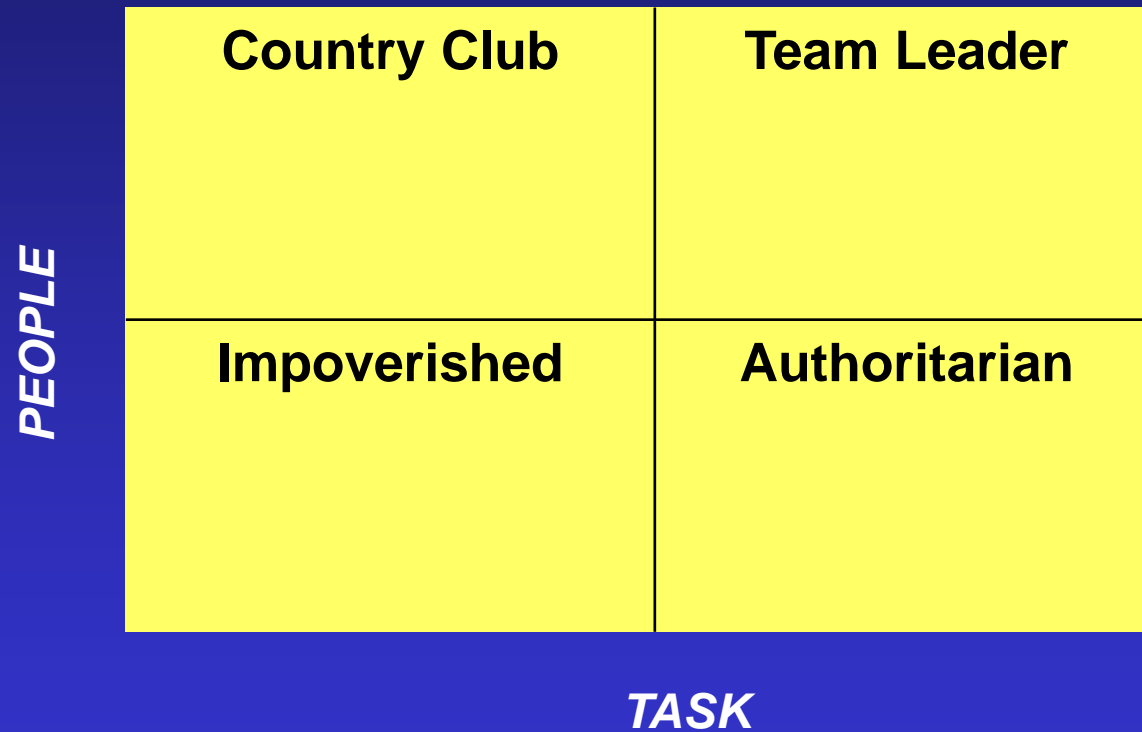 Country Club
Team Leader
PEOPLE
Impoverished
Authoritarian
TASK